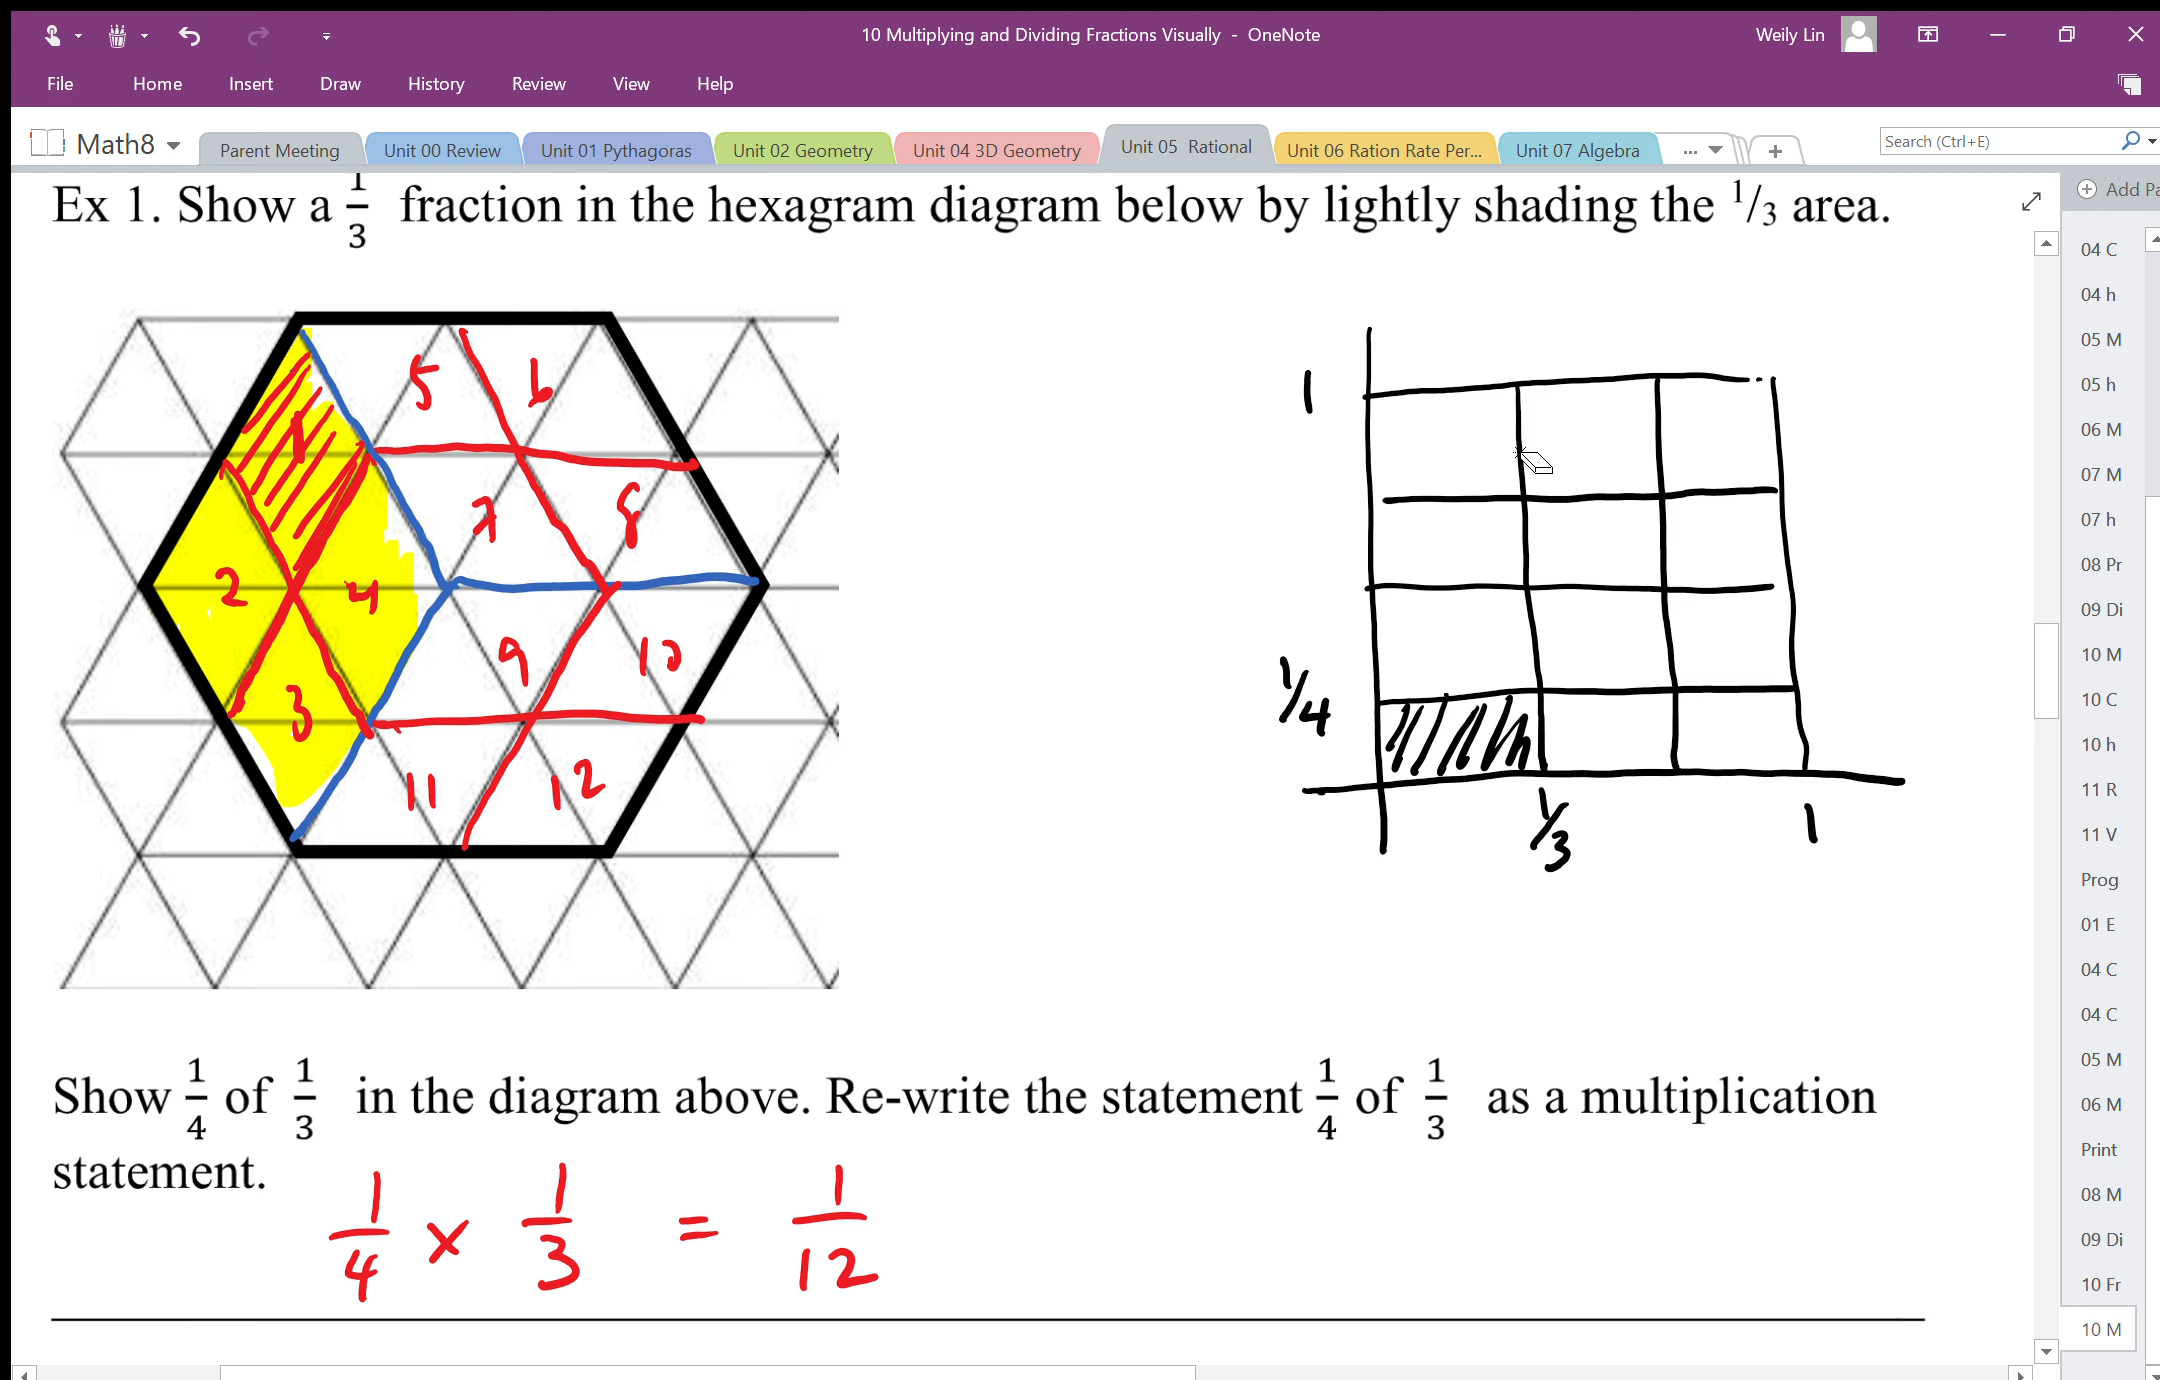 10 Multiplying and Dividing Fractions Visually - OneNote
Weily Lin
File Home Insert Draw History Review View Help
Math8
Parent Meeting
Unit 00 Review
Unit 01 Pythagoras
Unit 02 Geometry
Unit 04 3D Geometry
Unit 05 Rational
Unit 06 Ration Rate Per...
Unit 07 Algebra
...
+
Search (Ctrl+E)
Ex 1. Show a 1/3 fraction in the hexagram diagram below by lightly shading the 1/3 area.
5 6
1
7 8
2 4
9 10
3
11 12
1
1/4
1/3 1
Show 1/4 of 1/3 in the diagram above. Re-write the statement 1/4 of 1/3 as a multiplication
statement.
1/4 × 1/3 = 1/12
Add Pa
04 C
04 h
05 M
05 h
06 M
07 M
07 h
08 Pr
09 Di
10 M
10 C
10 h
11 R
11 V
Prog
01 E
04 C
04 C
05 M
06 M
Print
08 M
09 Di
10 Fr
10 M